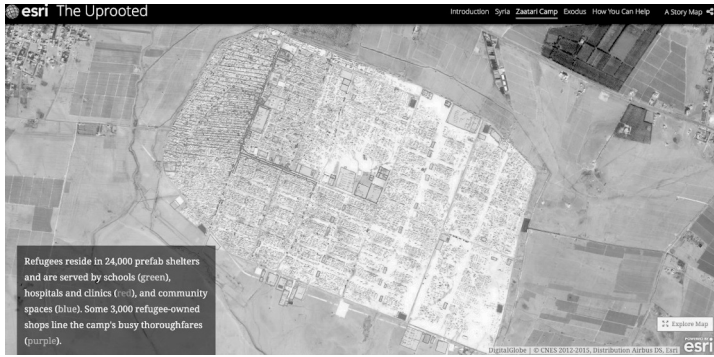 esri The Uprooted
Introduction Syria Zaatari Camp Exodus How You Can Help A Story Map
Refugees reside in 24,000 prefab shelters
and are served by schools (green),
hospitals and clinics (red), and community
spaces (blue). Some 3,000 refugee-owned
shops line the camp's busy thoroughfares
(purple).
Explore Map
DigitalGlobe | © CNES 2012-2015, Distribution Airbus DS, Esri
POWERED BY
esri